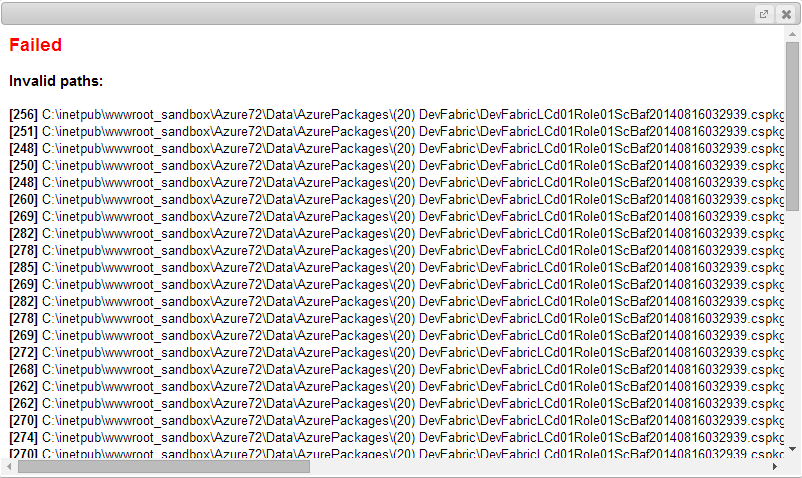 Failed
Invalid paths:
[256] C:\inetpub\wwwroot_sandbox\Azure72\Data\AzurePackages\(20) DevFabric\DevFabricLCd01Role01ScBaf20140816032939.cspkg
[251] C:\inetpub\wwwroot_sandbox\Azure72\Data\AzurePackages\(20) DevFabric\DevFabricLCd01Role01ScBaf20140816032939.cspkg
[248] C:\inetpub\wwwroot_sandbox\Azure72\Data\AzurePackages\(20) DevFabric\DevFabricLCd01Role01ScBaf20140816032939.cspkg
[250] C:\inetpub\wwwroot_sandbox\Azure72\Data\AzurePackages\(20) DevFabric\DevFabricLCd01Role01ScBaf20140816032939.cspkg
[248] C:\inetpub\wwwroot_sandbox\Azure72\Data\AzurePackages\(20) DevFabric\DevFabricLCd01Role01ScBaf20140816032939.cspkg
[260] C:\inetpub\wwwroot_sandbox\Azure72\Data\AzurePackages\(20) DevFabric\DevFabricLCd01Role01ScBaf20140816032939.cspkg
[269] C:\inetpub\wwwroot_sandbox\Azure72\Data\AzurePackages\(20) DevFabric\DevFabricLCd01Role01ScBaf20140816032939.cspkg
[282] C:\inetpub\wwwroot_sandbox\Azure72\Data\AzurePackages\(20) DevFabric\DevFabricLCd01Role01ScBaf20140816032939.cspkg
[278] C:\inetpub\wwwroot_sandbox\Azure72\Data\AzurePackages\(20) DevFabric\DevFabricLCd01Role01ScBaf20140816032939.cspkg
[285] C:\inetpub\wwwroot_sandbox\Azure72\Data\AzurePackages\(20) DevFabric\DevFabricLCd01Role01ScBaf20140816032939.cspkg
[269] C:\inetpub\wwwroot_sandbox\Azure72\Data\AzurePackages\(20) DevFabric\DevFabricLCd01Role01ScBaf20140816032939.cspkg
[282] C:\inetpub\wwwroot_sandbox\Azure72\Data\AzurePackages\(20) DevFabric\DevFabricLCd01Role01ScBaf20140816032939.cspkg
[278] C:\inetpub\wwwroot_sandbox\Azure72\Data\AzurePackages\(20) DevFabric\DevFabricLCd01Role01ScBaf20140816032939.cspkg
[269] C:\inetpub\wwwroot_sandbox\Azure72\Data\AzurePackages\(20) DevFabric\DevFabricLCd01Role01ScBaf20140816032939.cspkg
[272] C:\inetpub\wwwroot_sandbox\Azure72\Data\AzurePackages\(20) DevFabric\DevFabricLCd01Role01ScBaf20140816032939.cspkg
[268] C:\inetpub\wwwroot_sandbox\Azure72\Data\AzurePackages\(20) DevFabric\DevFabricLCd01Role01ScBaf20140816032939.cspkg
[262] C:\inetpub\wwwroot_sandbox\Azure72\Data\AzurePackages\(20) DevFabric\DevFabricLCd01Role01ScBaf20140816032939.cspkg
[262] C:\inetpub\wwwroot_sandbox\Azure72\Data\AzurePackages\(20) DevFabric\DevFabricLCd01Role01ScBaf20140816032939.cspkg
[270] C:\inetpub\wwwroot_sandbox\Azure72\Data\AzurePackages\(20) DevFabric\DevFabricLCd01Role01ScBaf20140816032939.cspkg
[274] C:\inetpub\wwwroot_sandbox\Azure72\Data\AzurePackages\(20) DevFabric\DevFabricLCd01Role01ScBaf20140816032939.cspkg
[270] C:\inetpub\wwwroot_sandbox\Azure72\Data\AzurePackages\(20) DevFabric\DevFabricLCd01Role01ScBaf20140816032939.cspkg